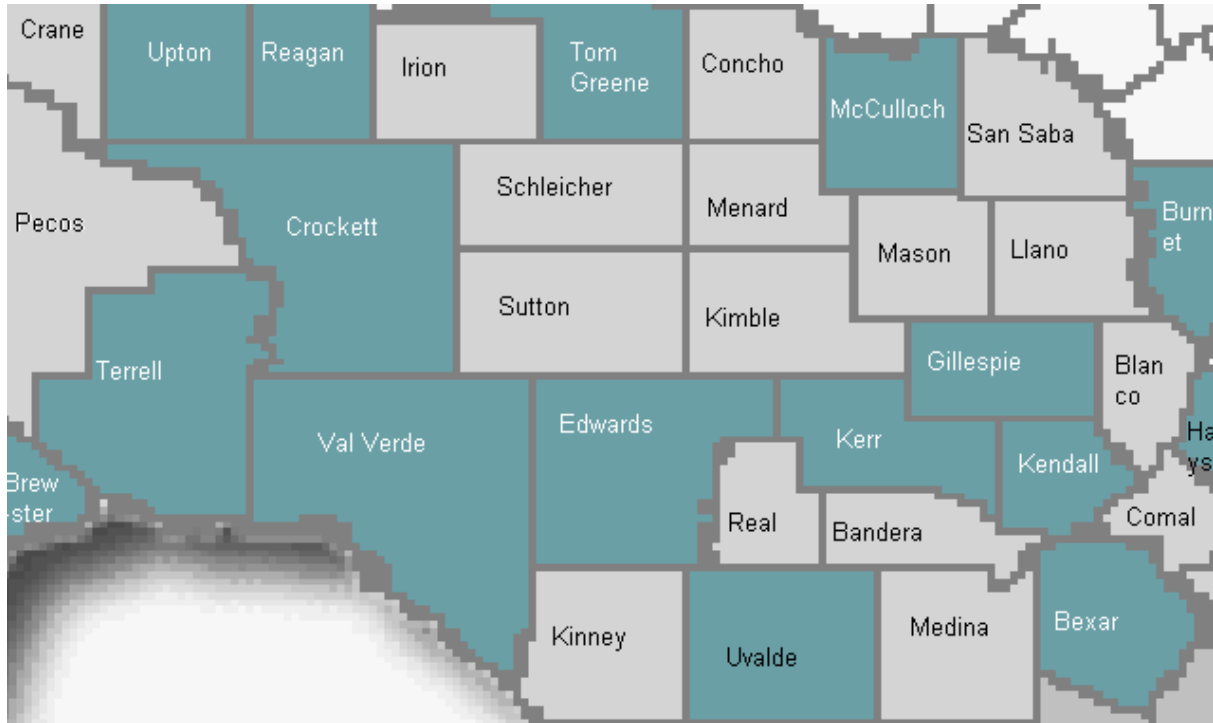 Crane
Upton
Reagan
Irion
Tom
Greene
Concho
McCulloch
San Saba
Schleicher
Menard
Pecos
Crockett
Mason
Llano
Burn
et
Sutton
Kimble
Terrell
Gillespie
Blan
co
Val Verde
Edwards
Kerr
Kendall
Ha
ys
Brew
-ster
Real
Bandera
Comal
Kinney
Uvalde
Medina
Bexar